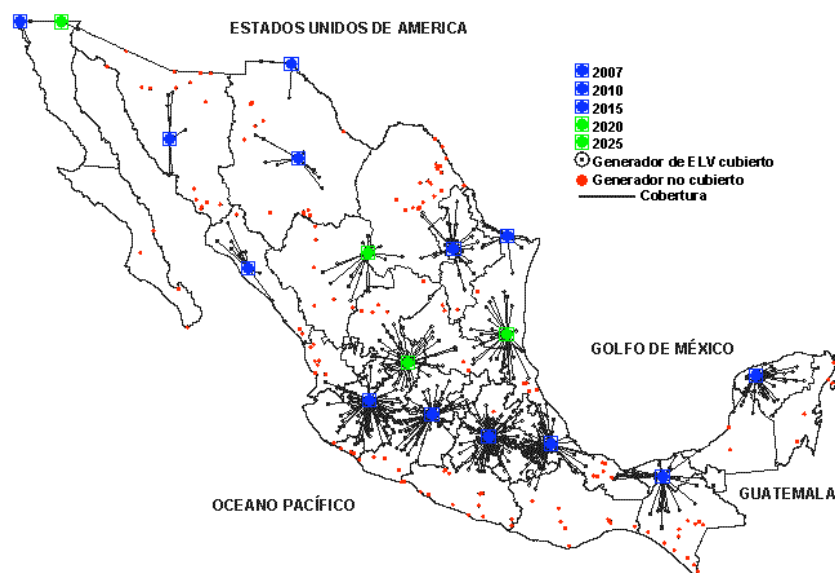 ESTADOS UNIDOS DE AMERICA
2007
2010
2015
2020
2025
Generador de ELV cubierto
Generador no cubierto
Cobertura
GOLFO DE MÉXICO
GUATEMALA
OCEANO PACÍFICO